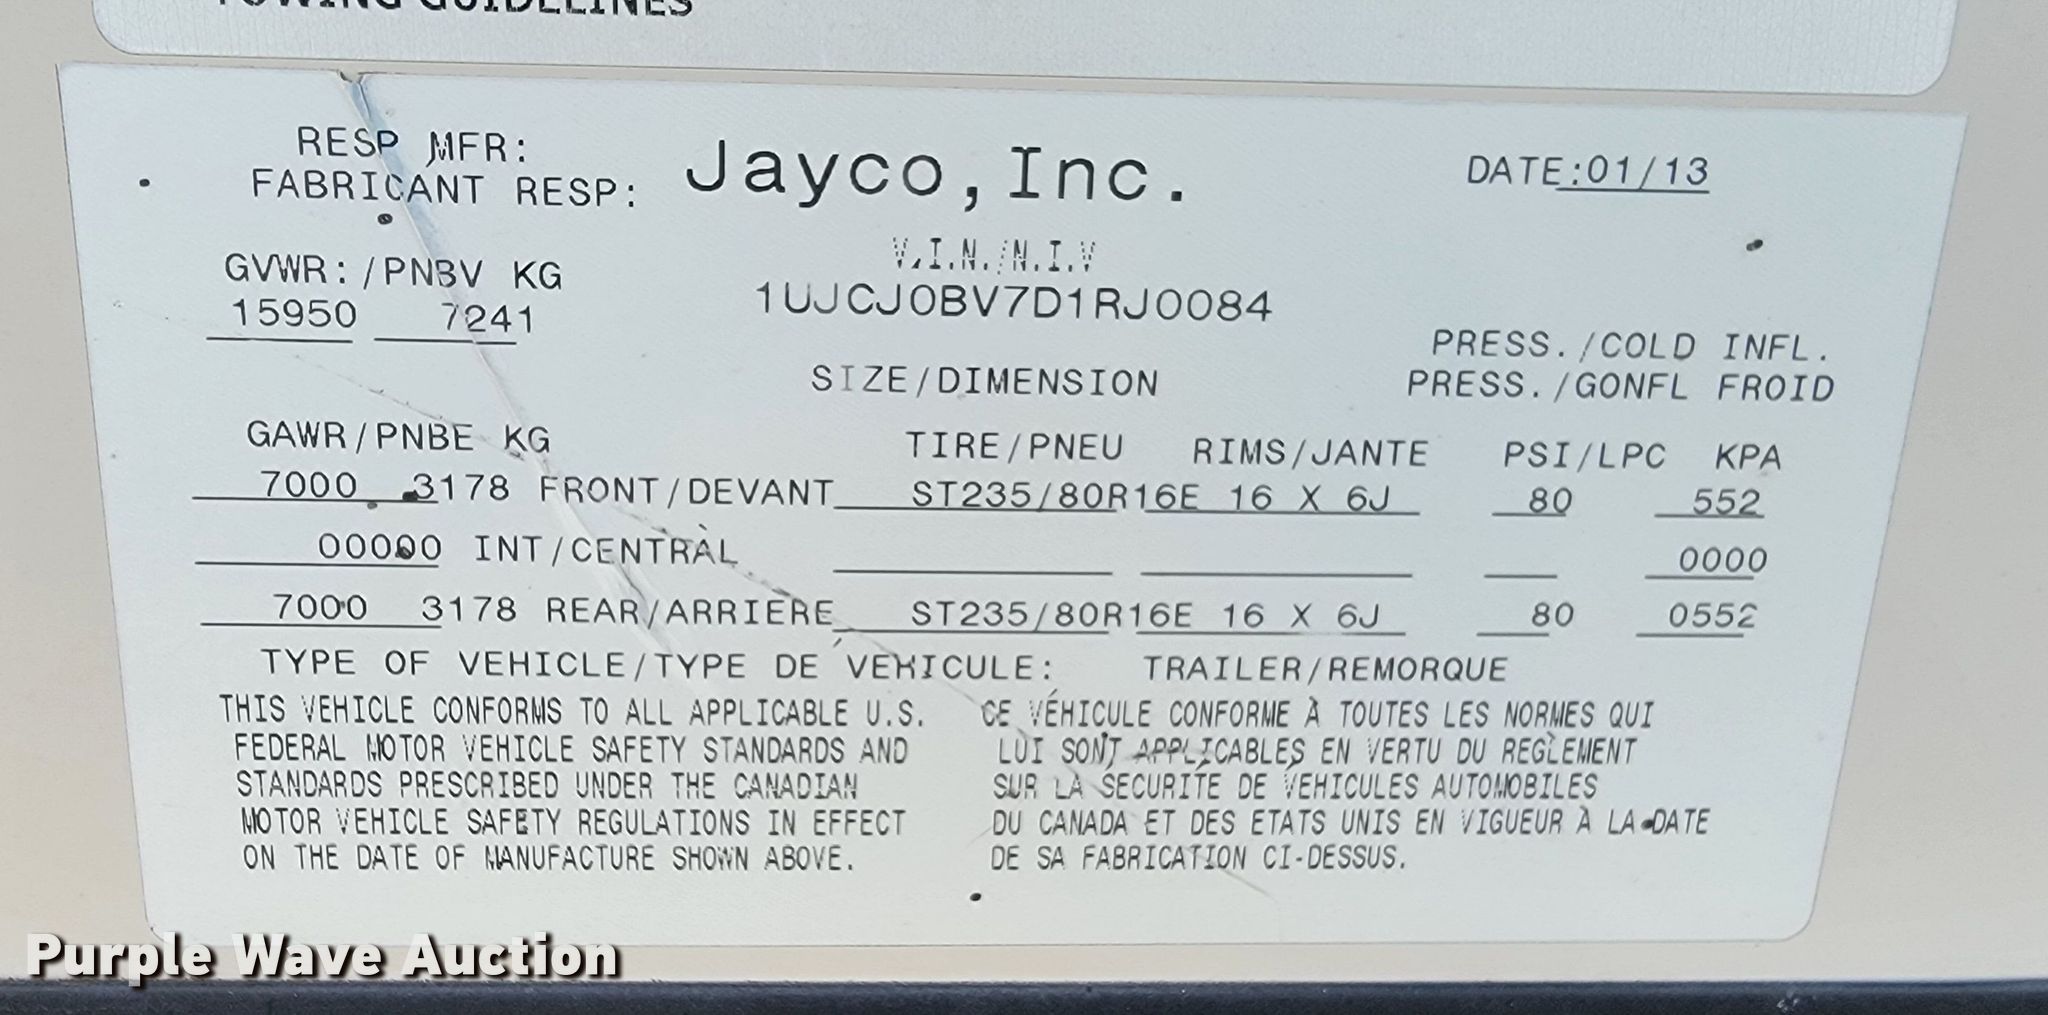 TOWING GUIDELINES
RESP MFR:
FABRICANT RESP:
Jayco, Inc.
DATE:01/13
V.I.N./N.I.V
GVWR:/PNBV KG
15950 7241
1UJCJ0BV7D1RJ0084
PRESS./COLD INFL.
SIZE/DIMENSION
PRESS./GONFL FROID
GAWR/PNBE KG TIRE/PNEU RIMS/JANTE PSI/LPC KPA
7000 3178 FRONT/DEVANT ST235/80R16E 16 X 6J 80 552
00000 INT/CENTRAL 0000
7000 3178 REAR/ARRIERE ST235/80R16E 16 X 6J 80 0552
TYPE OF VEHICLE/TYPE DE VÉHICULE: TRAILER/REMORQUE
THIS VEHICLE CONFORMS TO ALL APPLICABLE U.S.
FEDERAL MOTOR VEHICLE SAFETY STANDARDS AND
STANDARDS PRESCRIBED UNDER THE CANADIAN
MOTOR VEHICLE SAFETY REGULATIONS IN EFFECT
ON THE DATE OF MANUFACTURE SHOWN ABOVE.
CE VÉHICULE CONFORME À TOUTES LES NORMES QUI
LUI SONT APPLICABLES EN VERTU DU REGLEMENT
SUR LA SÉCURITÉ DE VÉHICULES AUTOMOBILES
DU CANADA ET DES ETATS UNIS EN VIGUEUR À LA DATE
DE SA FABRICATION CI-DESSUS.
Purple Wave Auction